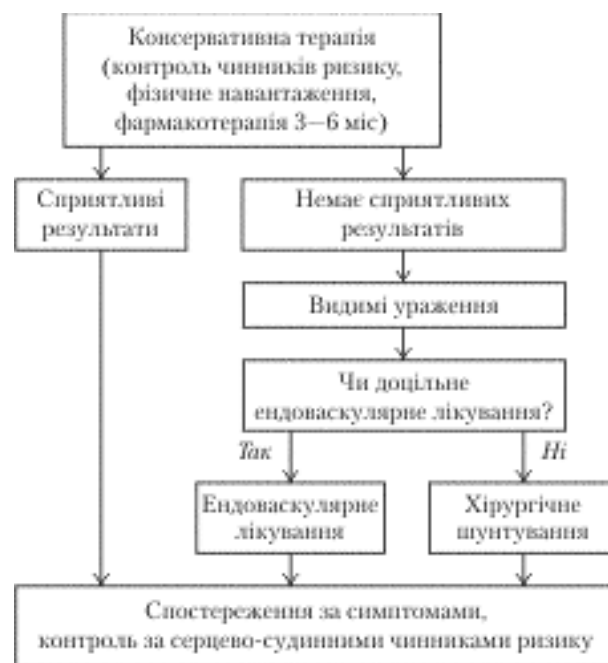 Консервативна терапія
(контроль чинників ризику,
фізичне навантаження,
фармакотерапія 3—6 міс)
Сприятливі
результати
Немає сприятливих
результатів
Видимі ураження
Чи доцільне
ендоваскулярне лікування?
Так
Ні
Ендоваскулярне
лікування
Хірургічне
шунтування
Спостереження за симптомами,
контроль за серцево-судинними чинниками ризику